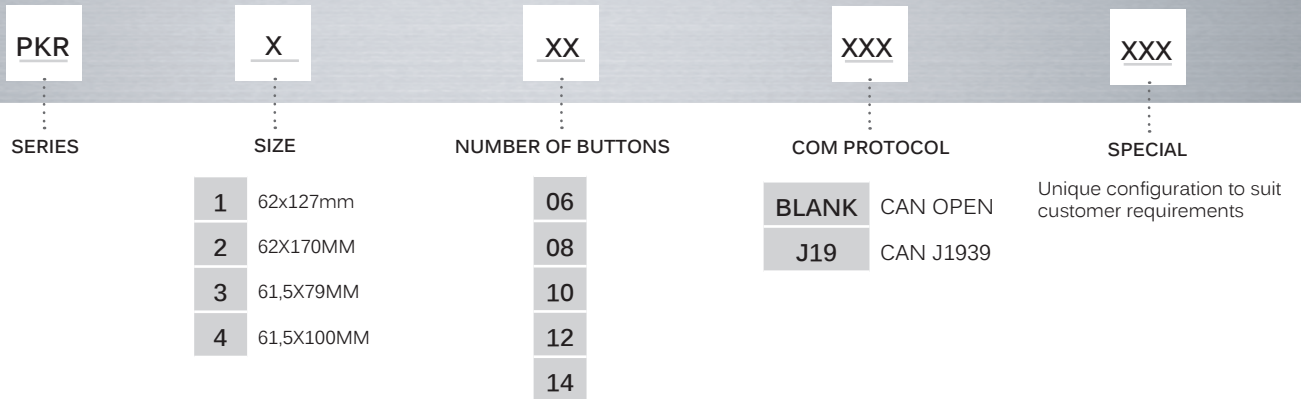 PKR
X
XX
XXX
XXX
SERIES
SIZE
NUMBER OF BUTTONS
COM PROTOCOL
SPECIAL
1 62x127mm
2 62X170MM
3 61,5X79MM
4 61,5X100MM
06
08
10
12
14
BLANK CAN OPEN
J19 CAN J1939
Unique configuration to suit
customer requirements